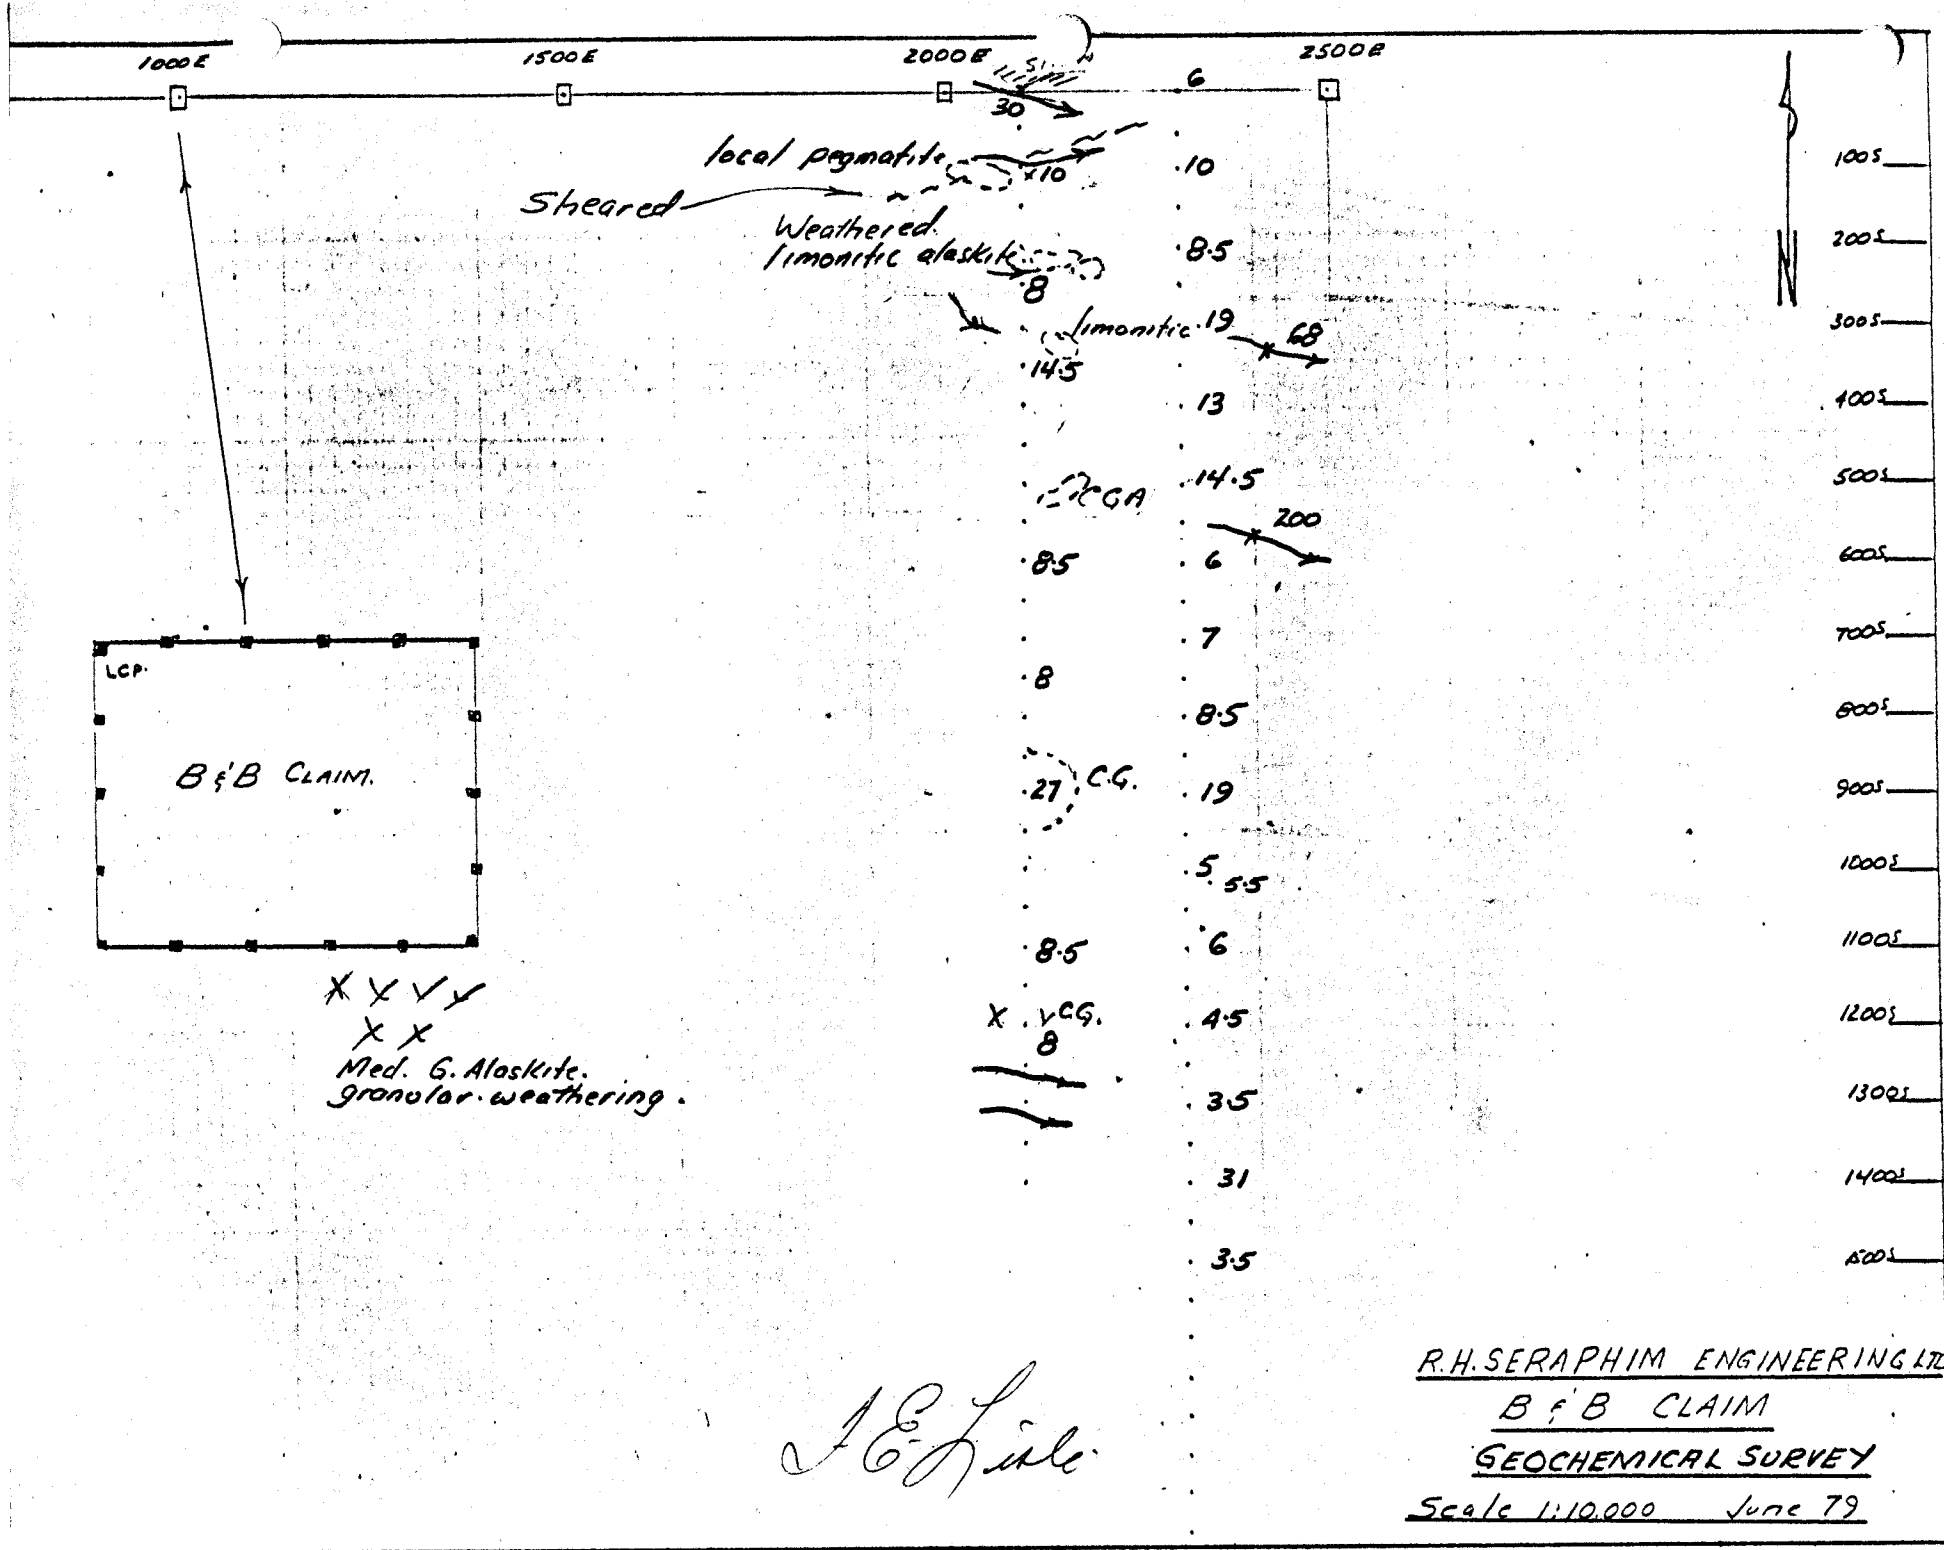 1000E 1500E 2000E 2500E
30 6
local pegmatite 10 .10
Sheared
Weathered
limonitic alaskite 8.5
8
limonitic .19 68
14.5
13
CGA 14.5
200
8.5 6
7
8
8.5
27 C.G. 19
5
5.5
8.5 6
X V CG. 4.5
8
3.5
31
3.5
100S
200S
300S
400S
500S
600S
700S
800S
900S
1000S
1100S
1200S
1300S
1400S
1500S
N
LCP.
B & B CLAIM.
Med. G. Alaskite.
granular weathering.
R.H. SERAPHIM ENGINEERING LTD
B & B CLAIM
GEOCHEMICAL SURVEY
Scale 1:10,000 June 79